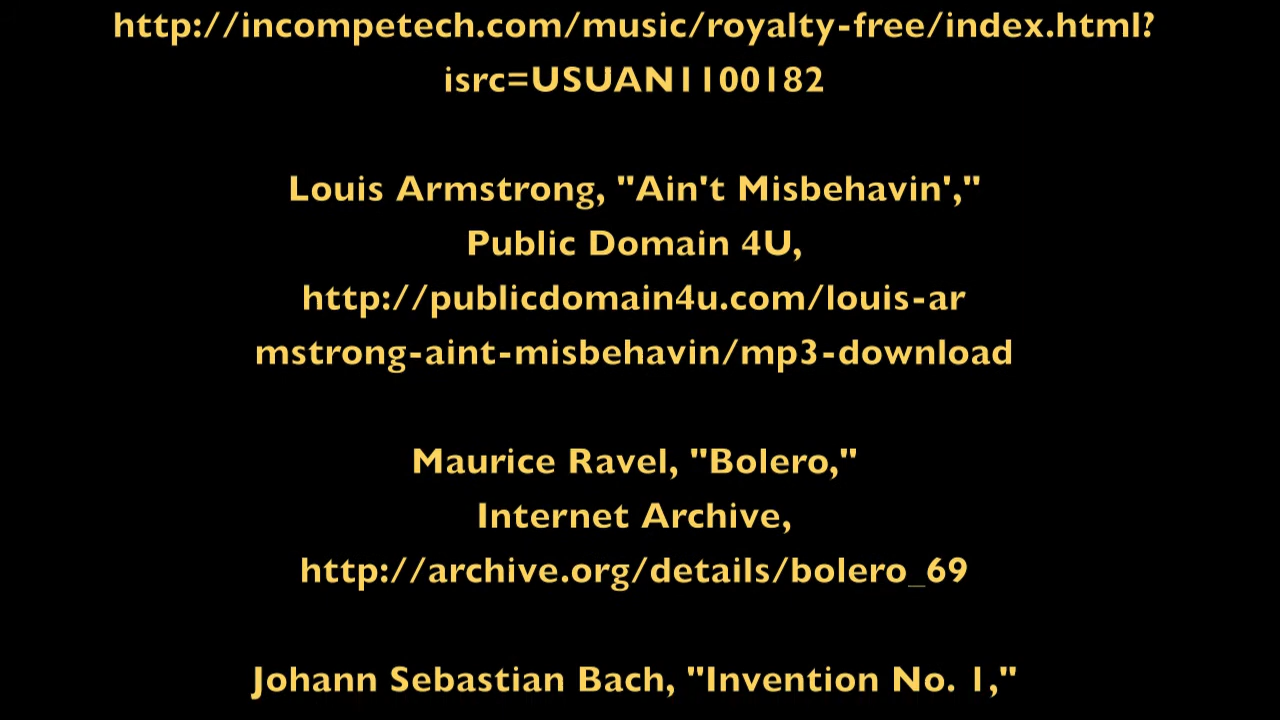 http://incompetech.com/music/royalty-free/index.html?
isrc=USUAN1100182
Louis Armstrong, "Ain't Misbehavin',"
Public Domain 4U,
http://publicdomain4u.com/louis-ar
mstrong-aint-misbehavin/mp3-download
Maurice Ravel, "Bolero,"
Internet Archive,
http://archive.org/details/bolero_69
Johann Sebastian Bach, "Invention No. 1,"